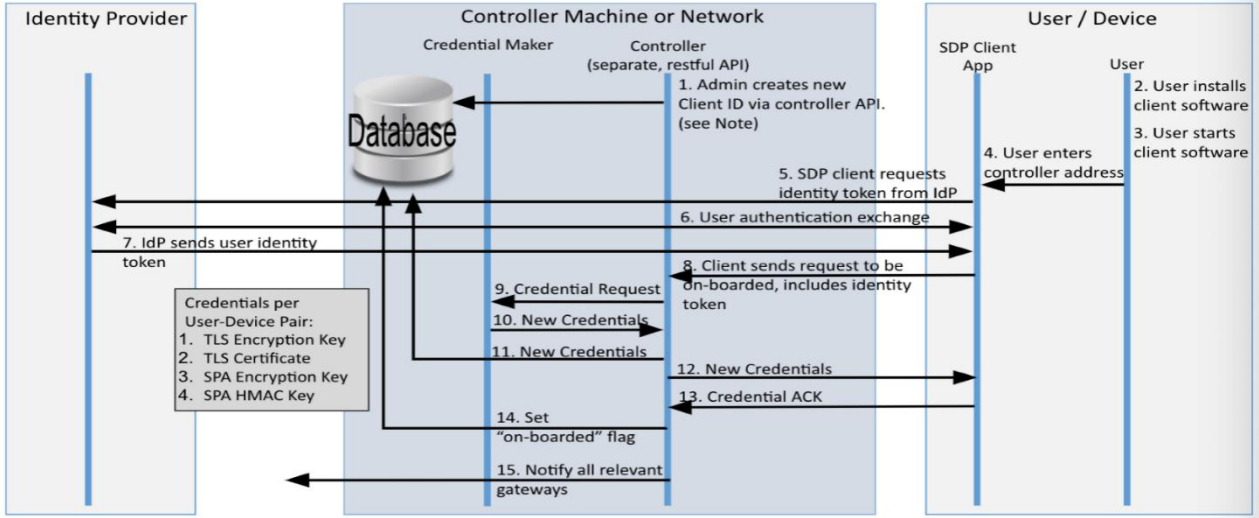 Identity Provider
Controller Machine or Network
User / Device
Credential Maker
Controller
(separate, restful API)
SDP Client
App
User
Database
1. Admin creates new
Client ID via controller API.
(see Note)
2. User installs
client software
3. User starts
client software
4. User enters
controller address
5. SDP client requests
identity token from IdP
6. User authentication exchange
7. IdP sends user identity
token
8. Client sends request to be
on-boarded, includes identity
token
9. Credential Request
10. New Credentials
11. New Credentials
12. New Credentials
13. Credential ACK
14. Set
“on-boarded” flag
15. Notify all relevant
gateways
Credentials per
User-Device Pair:
1. TLS Encryption Key
2. TLS Certificate
3. SPA Encryption Key
4. SPA HMAC Key